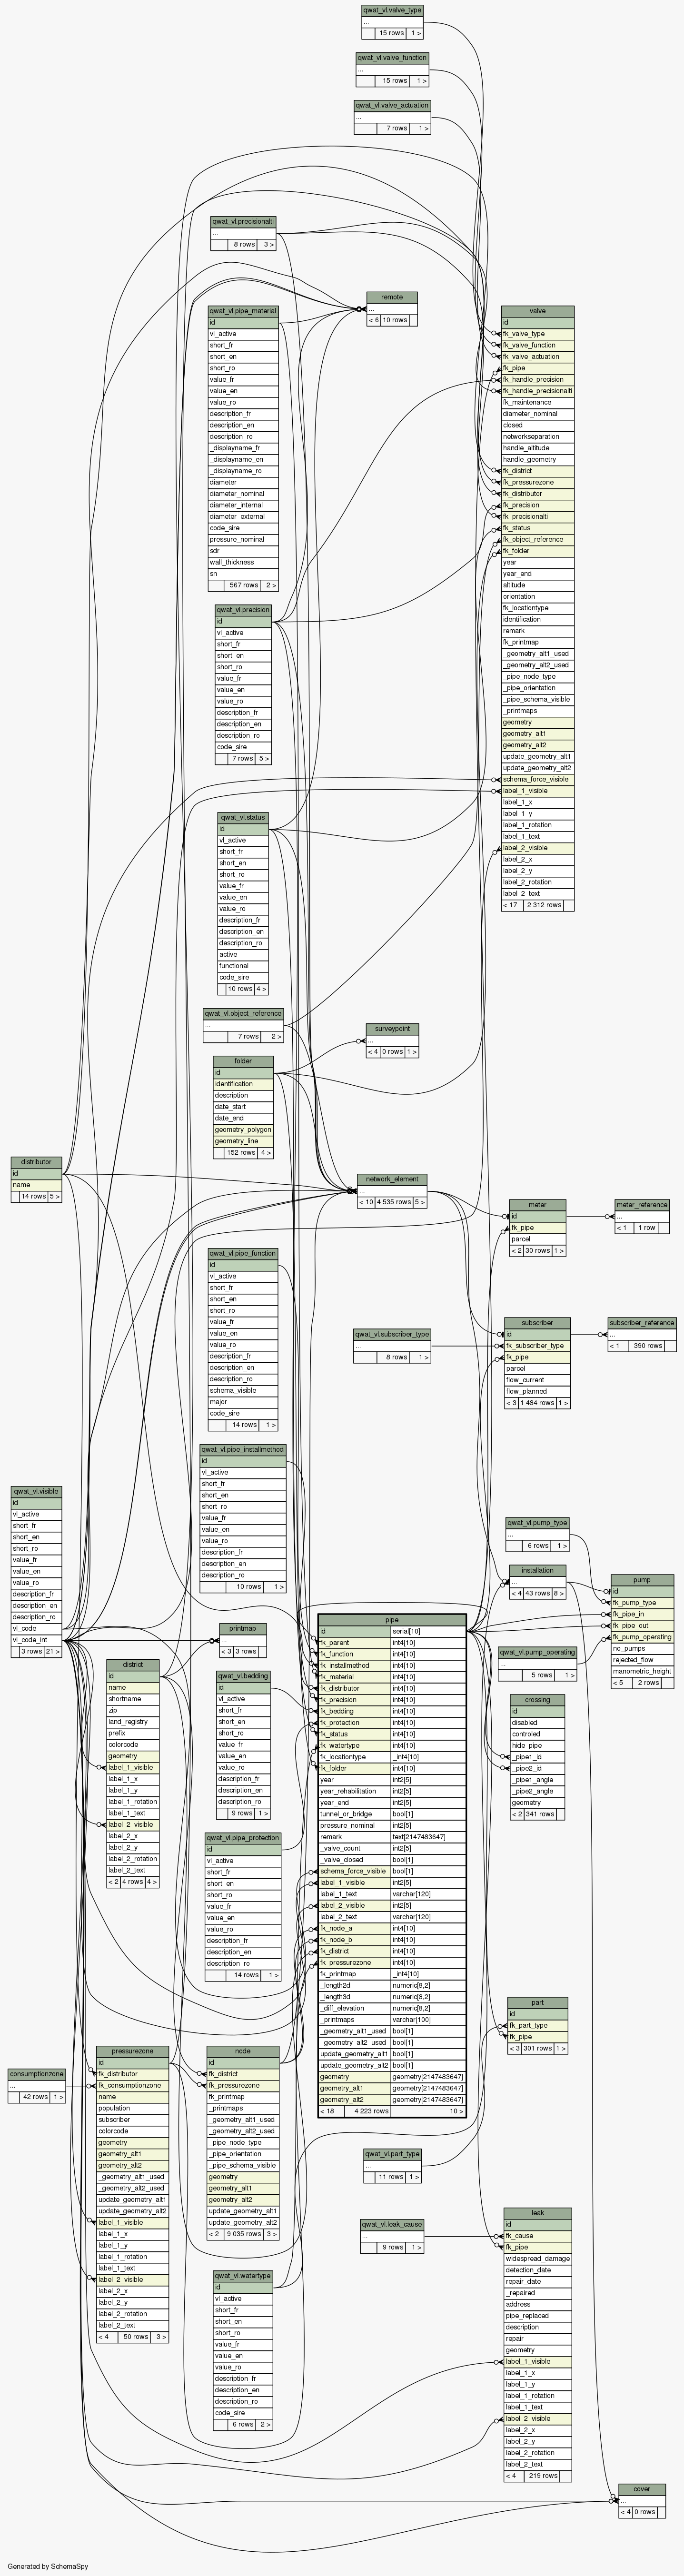 qwat_vl.valve_type
...
15 rows 1 >
qwat_vl.valve_function
...
15 rows 1 >
qwat_vl.valve_actuation
...
7 rows 1 >
qwat_vl.precisionalti
...
8 rows 3 >
remote
...
< 6 10 rows
qwat_vl.pipe_material
id
vl_active
short_fr
short_en
short_ro
value_fr
value_en
value_ro
description_fr
description_en
description_ro
_displayname_fr
_displayname_en
_displayname_ro
diameter
diameter_nominal
diameter_internal
diameter_external
code_sire
pressure_nominal
sdr
wall_thickness
sn
567 rows 2 >
valve
id
fk_valve_type
fk_valve_function
fk_valve_actuation
fk_pipe
fk_handle_precision
fk_handle_precisionalti
fk_maintenance
diameter_nominal
closed
networkseparation
handle_altitude
handle_geometry
fk_district
fk_pressurezone
fk_distributor
fk_precision
fk_precisionalti
fk_status
fk_object_reference
fk_folder
year
year_end
altitude
orientation
fk_locationtype
identification
remark
fk_printmap
_geometry_alt1_used
_geometry_alt2_used
_pipe_node_type
_pipe_orientation
_pipe_schema_visible
_printmaps
geometry
geometry_alt1
geometry_alt2
update_geometry_alt1
update_geometry_alt2
schema_force_visible
label_1_visible
label_1_x
label_1_y
label_1_rotation
label_1_text
label_2_visible
label_2_x
label_2_y
label_2_rotation
label_2_text
< 17 2 312 rows
qwat_vl.precision
id
vl_active
short_fr
short_en
short_ro
value_fr
value_en
value_ro
description_fr
description_en
description_ro
code_sire
7 rows 5 >
qwat_vl.status
id
vl_active
short_fr
short_en
short_ro
value_fr
value_en
value_ro
description_fr
description_en
description_ro
active
functional
code_sire
10 rows 4 >
qwat_vl.object_reference
...
7 rows 2 >
surveypoint
...
< 4 0 rows 1 >
folder
id
identification
description
date_start
date_end
geometry_polygon
geometry_line
152 rows 4 >
distributor
id
name
14 rows 5 >
network_element
...
< 10 4 535 rows 5 >
meter
id
fk_pipe
parcel
< 2 30 rows 1 >
meter_reference
...
< 1 1 row
qwat_vl.pipe_function
id
vl_active
short_fr
short_en
short_ro
value_fr
value_en
value_ro
description_fr
description_en
description_ro
schema_visible
major
code_sire
14 rows 1 >
qwat_vl.subscriber_type
...
8 rows 1 >
subscriber
id
fk_subscriber_type
fk_pipe
parcel
flow_current
flow_planned
< 3 1 484 rows 1 >
subscriber_reference
...
< 1 390 rows
qwat_vl.pipe_installmethod
id
vl_active
short_fr
short_en
short_ro
value_fr
value_en
value_ro
description_fr
description_en
description_ro
10 rows 1 >
qwat_vl.visible
id
vl_active
short_fr
short_en
short_ro
value_fr
value_en
value_ro
description_fr
description_en
description_ro
vl_code
vl_code_int
3 rows 21 >
qwat_vl.pump_type
...
6 rows 1 >
installation
...
< 4 43 rows 8 >
pump
id
fk_pump_type
fk_pipe_in
fk_pipe_out
fk_pump_operating
no_pumps
rejected_flow
manometric_height
< 5 2 rows
qwat_vl.pump_operating
...
5 rows 1 >
printmap
...
< 3 3 rows
pipe
id serial[10]
fk_parent int4[10]
fk_function int4[10]
fk_installmethod int4[10]
fk_material int4[10]
fk_distributor int4[10]
fk_precision int4[10]
fk_bedding int4[10]
fk_protection int4[10]
fk_status int4[10]
fk_watertype int4[10]
fk_locationtype _int4[10]
fk_folder int4[10]
year int2[5]
year_rehabilitation int2[5]
year_end int2[5]
tunnel_or_bridge bool[1]
pressure_nominal int2[5]
remark text[2147483647]
_valve_count int2[5]
_valve_closed bool[1]
schema_force_visible bool[1]
label_1_visible int2[5]
label_1_text varchar[120]
label_2_visible int2[5]
label_2_text varchar[120]
fk_node_a int4[10]
fk_node_b int4[10]
fk_district int4[10]
fk_pressurezone int4[10]
fk_printmap _int4[10]
_length2d numeric[8,2]
_length3d numeric[8,2]
_diff_elevation numeric[8,2]
_printmaps varchar[100]
_geometry_alt1_used bool[1]
_geometry_alt2_used bool[1]
update_geometry_alt1 bool[1]
update_geometry_alt2 bool[1]
geometry geometry[2147483647]
geometry_alt1 geometry[2147483647]
geometry_alt2 geometry[2147483647]
< 18 4 223 rows 10 >
district
id
name
shortname
zip
land_registry
prefix
colorcode
geometry
label_1_visible
label_1_x
label_1_y
label_1_rotation
label_1_text
label_2_visible
label_2_x
label_2_y
label_2_rotation
label_2_text
< 2 4 rows 4 >
qwat_vl.bedding
id
vl_active
short_fr
short_en
short_ro
value_fr
value_en
value_ro
description_fr
description_en
description_ro
9 rows 1 >
crossing
id
disabled
controled
hide_pipe
_pipe1_id
_pipe2_id
_pipe1_angle
_pipe2_angle
geometry
< 2 341 rows
qwat_vl.pipe_protection
id
vl_active
short_fr
short_en
short_ro
value_fr
value_en
value_ro
description_fr
description_en
description_ro
14 rows 1 >
part
id
fk_part_type
fk_pipe
< 3 301 rows 1 >
consumptionzone
...
42 rows 1 >
pressurezone
id
fk_distributor
fk_consumptionzone
name
population
subscriber
colorcode
geometry
geometry_alt1
geometry_alt2
_geometry_alt1_used
_geometry_alt2_used
update_geometry_alt1
update_geometry_alt2
label_1_visible
label_1_x
label_1_y
label_1_rotation
label_1_text
label_2_visible
label_2_x
label_2_y
label_2_rotation
label_2_text
< 4 50 rows 3 >
node
id
fk_district
fk_pressurezone
fk_printmap
_printmaps
_geometry_alt1_used
_geometry_alt2_used
_pipe_node_type
_pipe_orientation
_pipe_schema_visible
geometry
geometry_alt1
geometry_alt2
update_geometry_alt1
update_geometry_alt2
< 2 9 035 rows 3 >
qwat_vl.part_type
...
11 rows 1 >
qwat_vl.leak_cause
...
9 rows 1 >
leak
id
fk_cause
fk_pipe
widespread_damage
detection_date
repair_date
_repaired
address
pipe_replaced
description
repair
geometry
label_1_visible
label_1_x
label_1_y
label_1_rotation
label_1_text
label_2_visible
label_2_x
label_2_y
label_2_rotation
label_2_text
< 4 219 rows
qwat_vl.watertype
id
vl_active
short_fr
short_en
short_ro
value_fr
value_en
value_ro
description_fr
description_en
description_ro
code_sire
6 rows 2 >
cover
...
< 4 0 rows
Generated by SchemaSpy